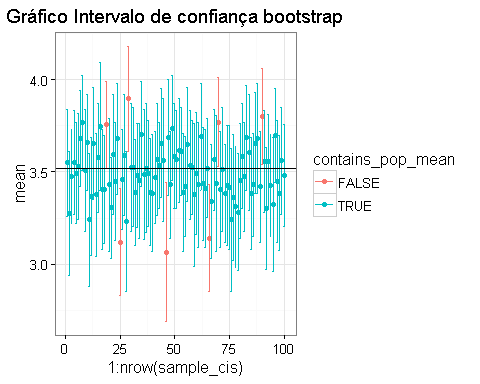 Gráfico Intervalo de confiança bootstrap
4.0
3.5
3.0
mean
0
25
50
75
100
1:nrow(sample_cis)
contains_pop_mean
FALSE
TRUE